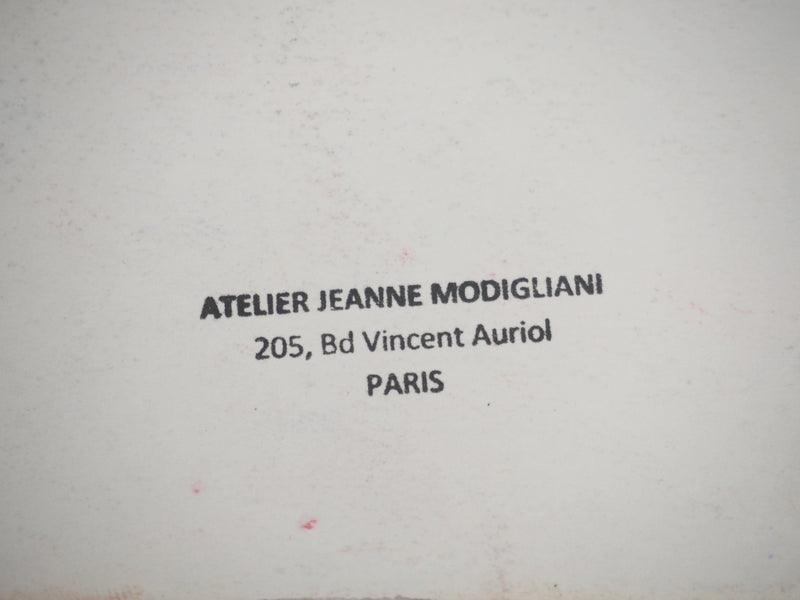 ATELIER JEANNE MODIGLIANI
205, Bd Vincent Auriol
PARIS